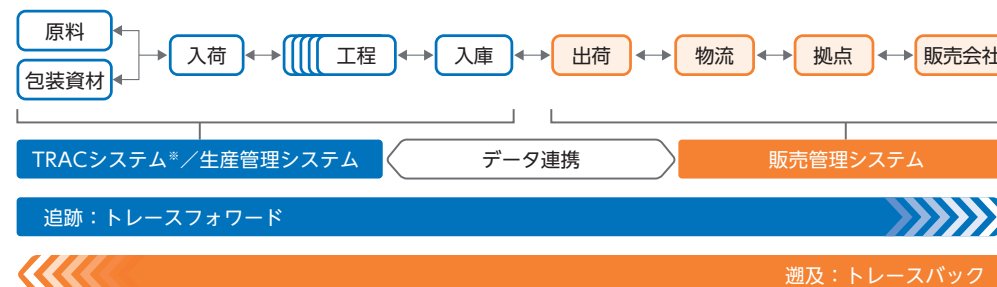 原料
包装資材
入荷
工程
入庫
出荷
物流
拠点
販売会社
TRACシステム※／生産管理システム
データ連携
販売管理システム
追跡：トレースフォワード
遡及：トレースバック